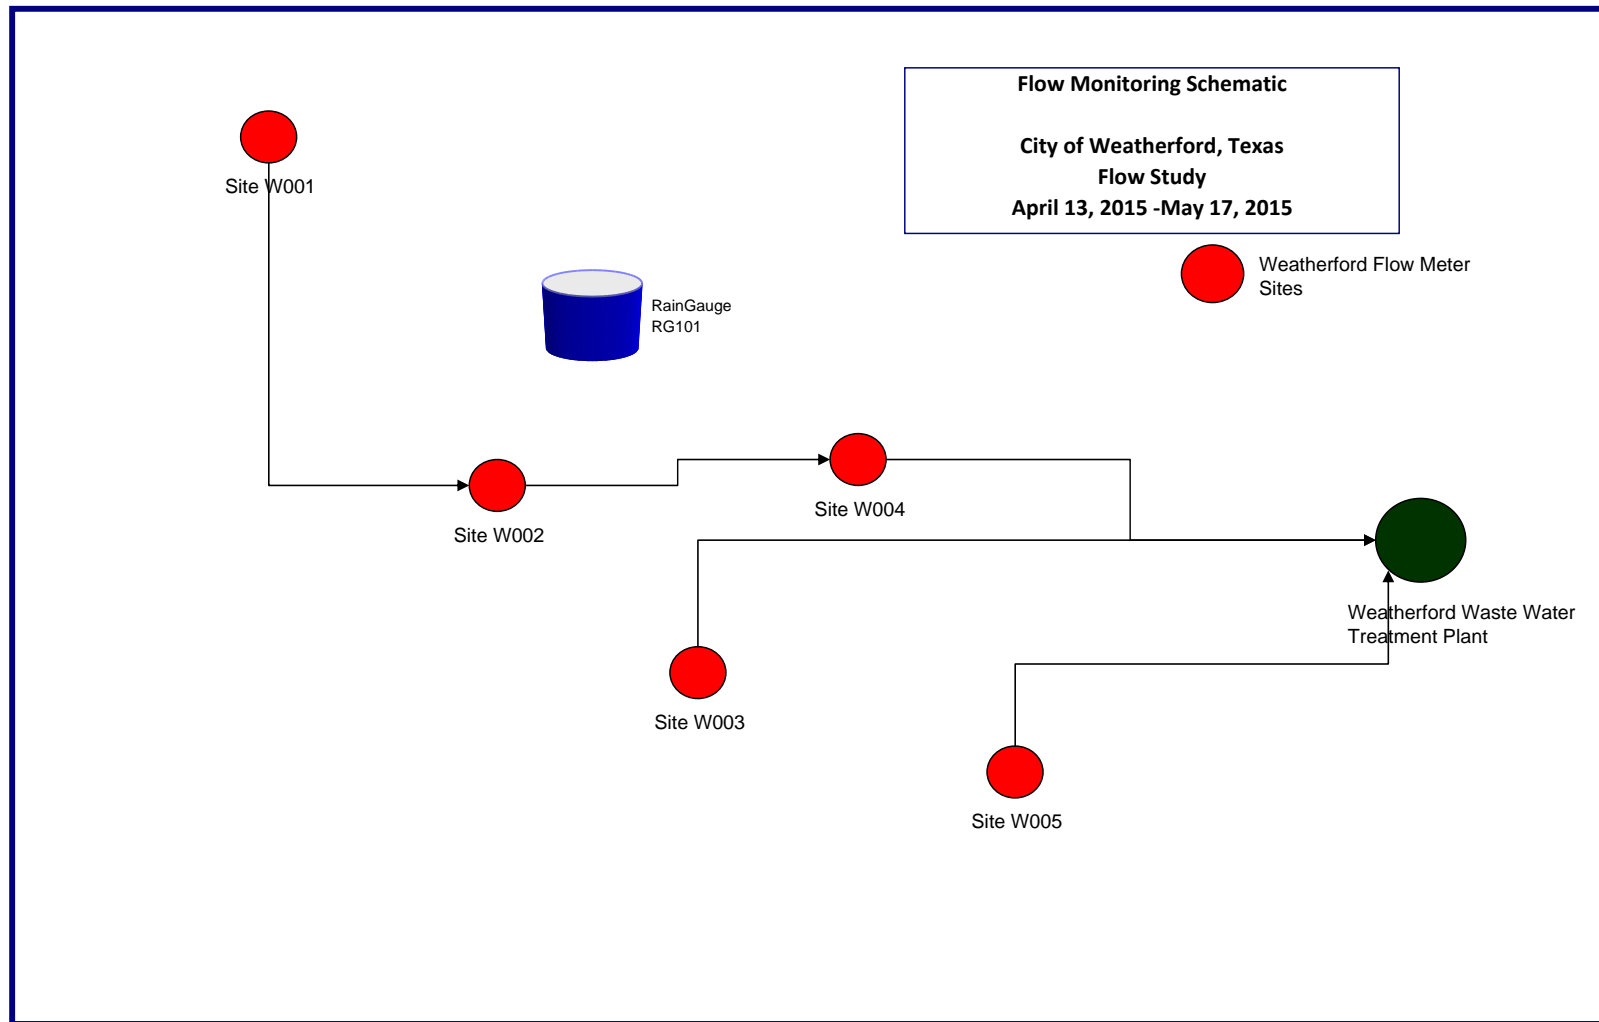 Flow Monitoring Schematic
City of Weatherford, Texas
Flow Study
April 13, 2015 -May 17, 2015
Site W001
Weatherford Flow Meter
Sites
RainGauge
RG101
Site W004
Site W002
Weatherford Waste Water
Treatment Plant
Site W003
Site W005